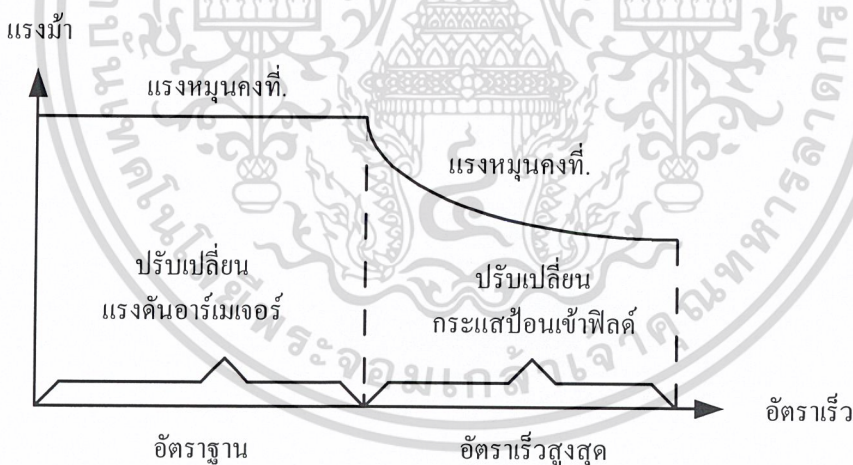 แรงม้า
แรงหมุนคงที่.
แรงหมุนคงที่.
ปรับเปลี่ยน
แรงดันอาร์เมเจอร์
ปรับเปลี่ยน
กระแสป้อนเข้าฟิลด์
อัตราเร็ว
อัตราฐาน
อัตราเร็วสูงสุด